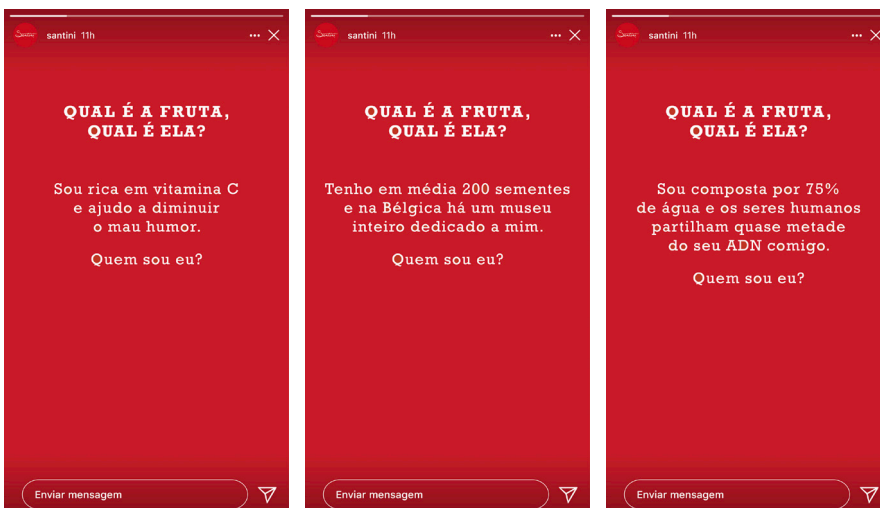 Santini santini 11h
QUAL É A FRUTA,
QUAL É ELA?
Sou rica em vitamina C
e ajudo a diminuir
o mau humor.
Quem sou eu?
Enviar mensagem
Santini santini 11h
QUAL É A FRUTA,
QUAL É ELA?
Tenho em média 200 sementes
e na Bélgica há um museu
inteiro dedicado a mim.
Quem sou eu?
Enviar mensagem
Santini santini 11h
QUAL É A FRUTA,
QUAL É ELA?
Sou composta por 75%
de água e os seres humanos
partilham quase metade
do seu ADN comigo.
Quem sou eu?
Enviar mensagem